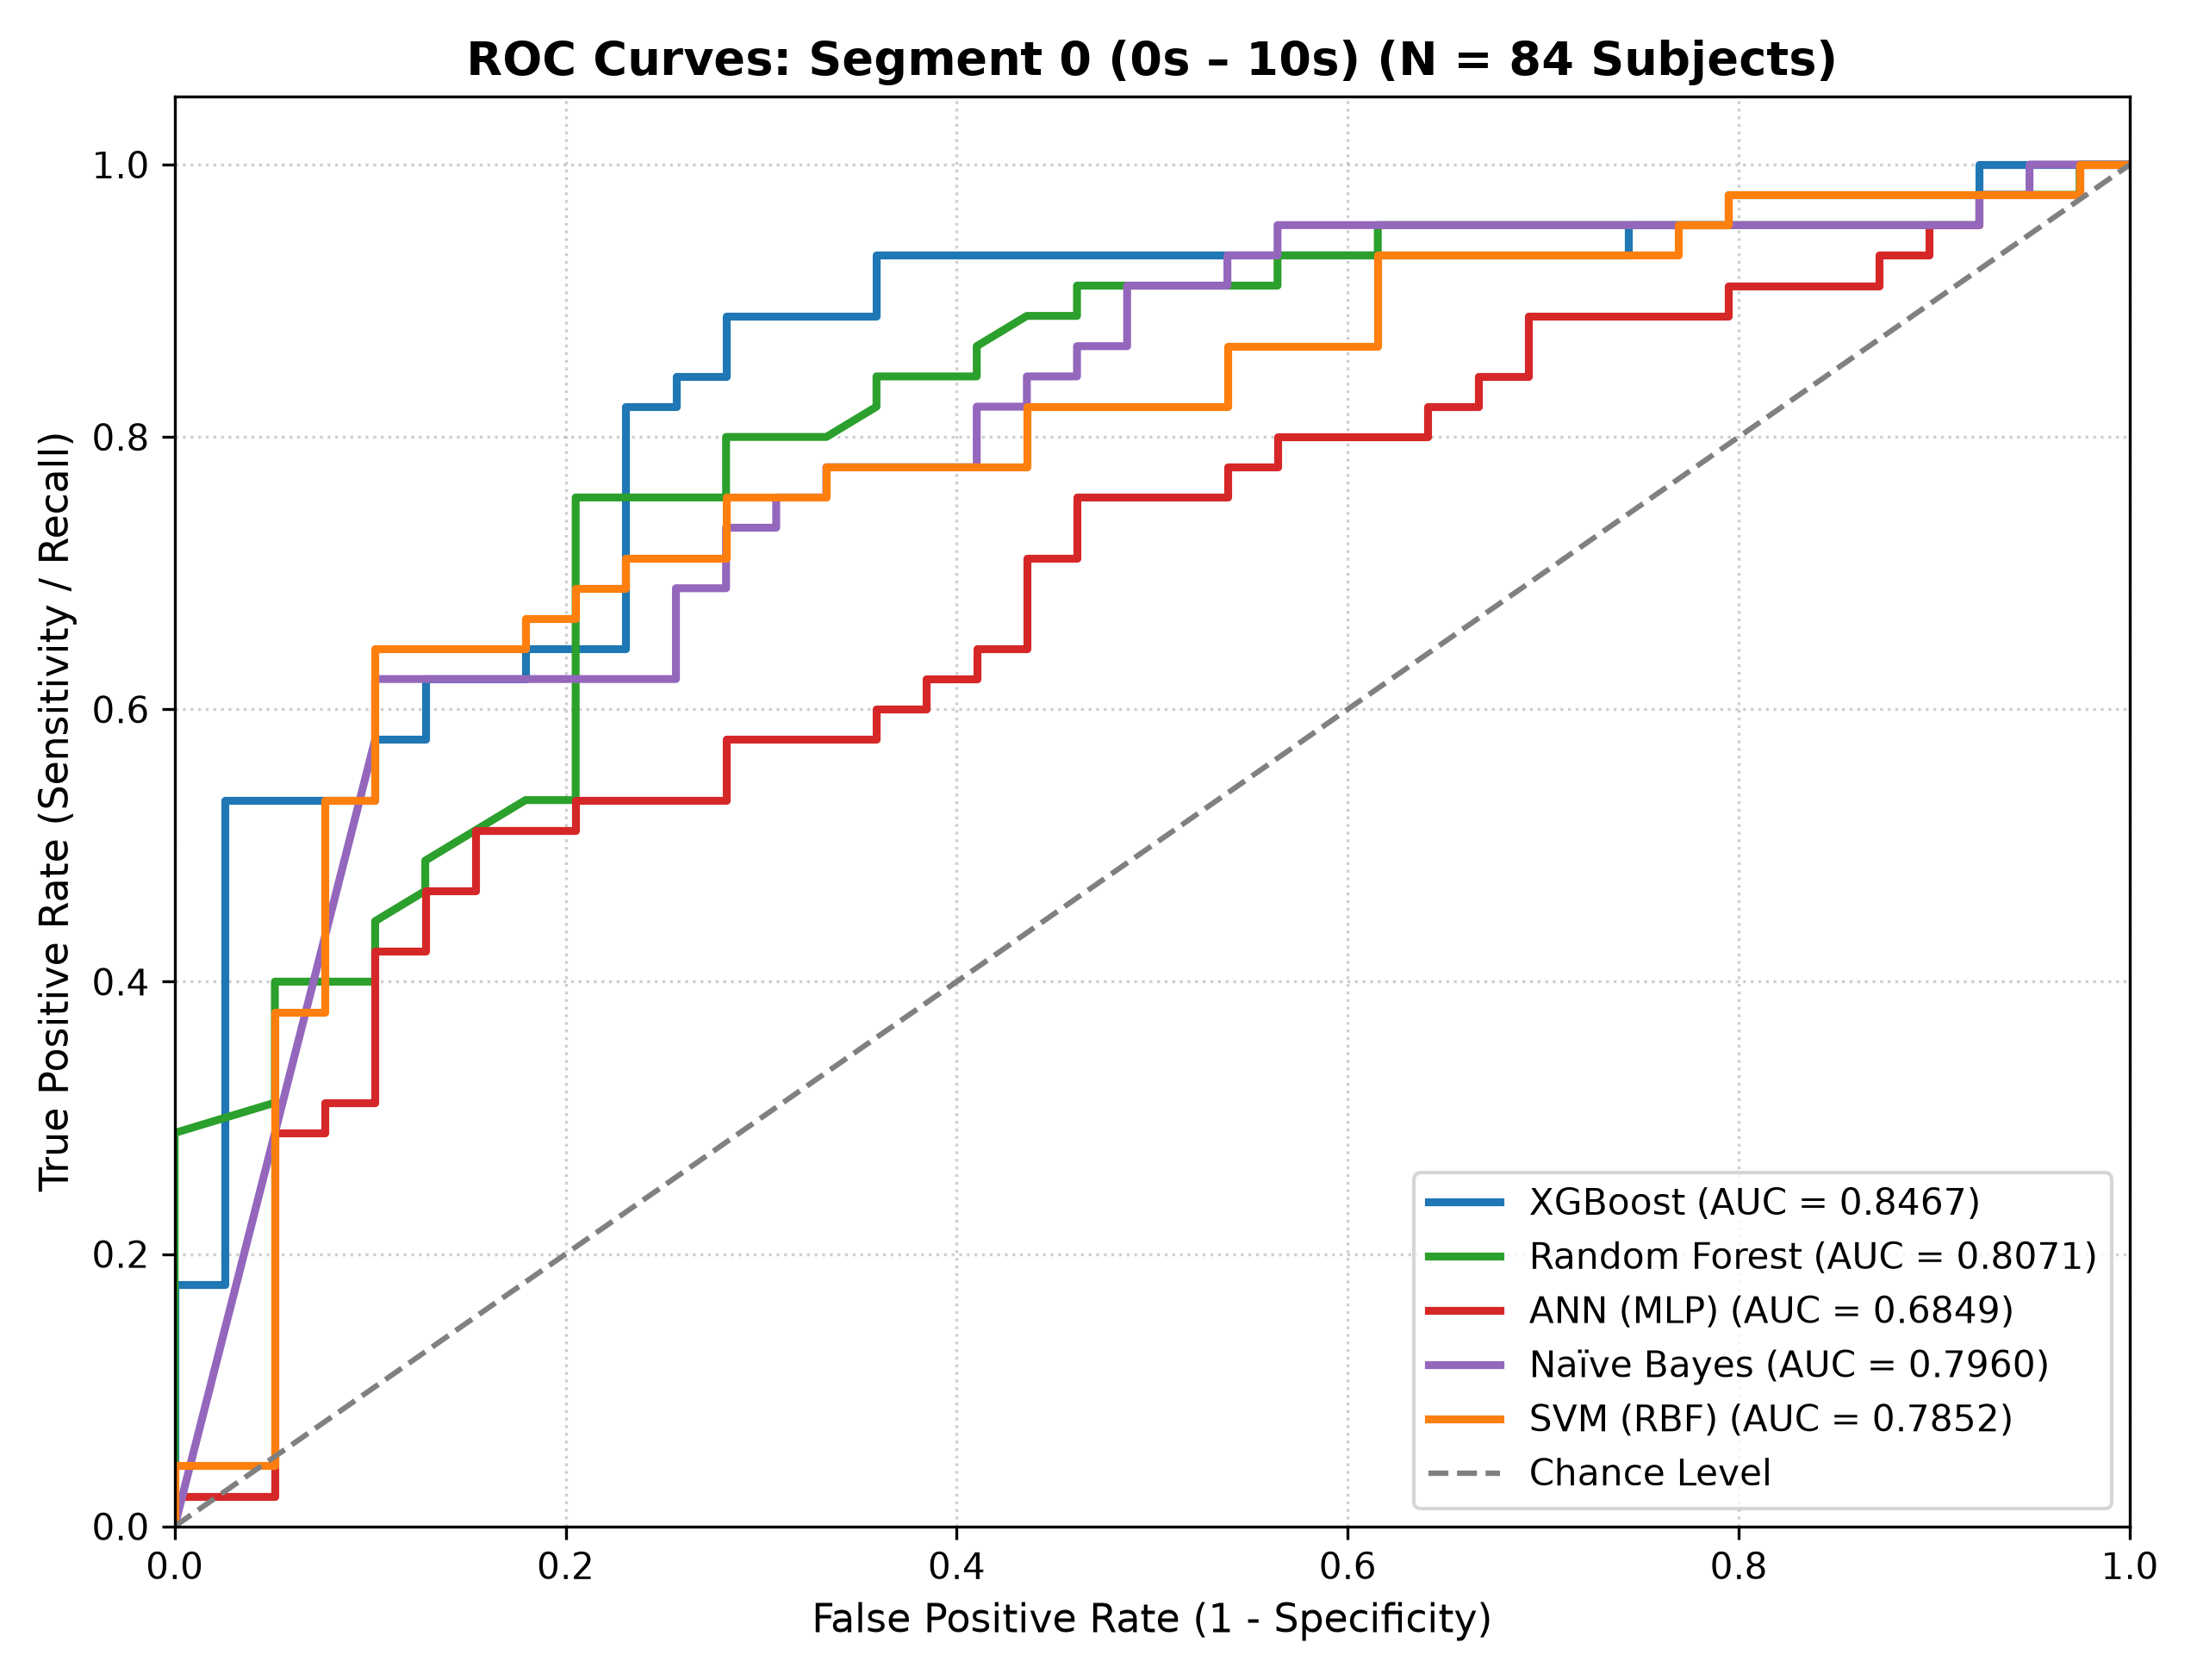 ROC Curves: Segment 0 (0s – 10s) (N = 84 Subjects)
True Positive Rate (Sensitivity / Recall)
1.0
0.8
0.6
0.4
0.2
0.0
0.0
0.2
0.4
0.6
0.8
1.0
False Positive Rate (1 - Specificity)
XGBoost (AUC = 0.8467)
Random Forest (AUC = 0.8071)
ANN (MLP) (AUC = 0.6849)
Naïve Bayes (AUC = 0.7960)
SVM (RBF) (AUC = 0.7852)
Chance Level